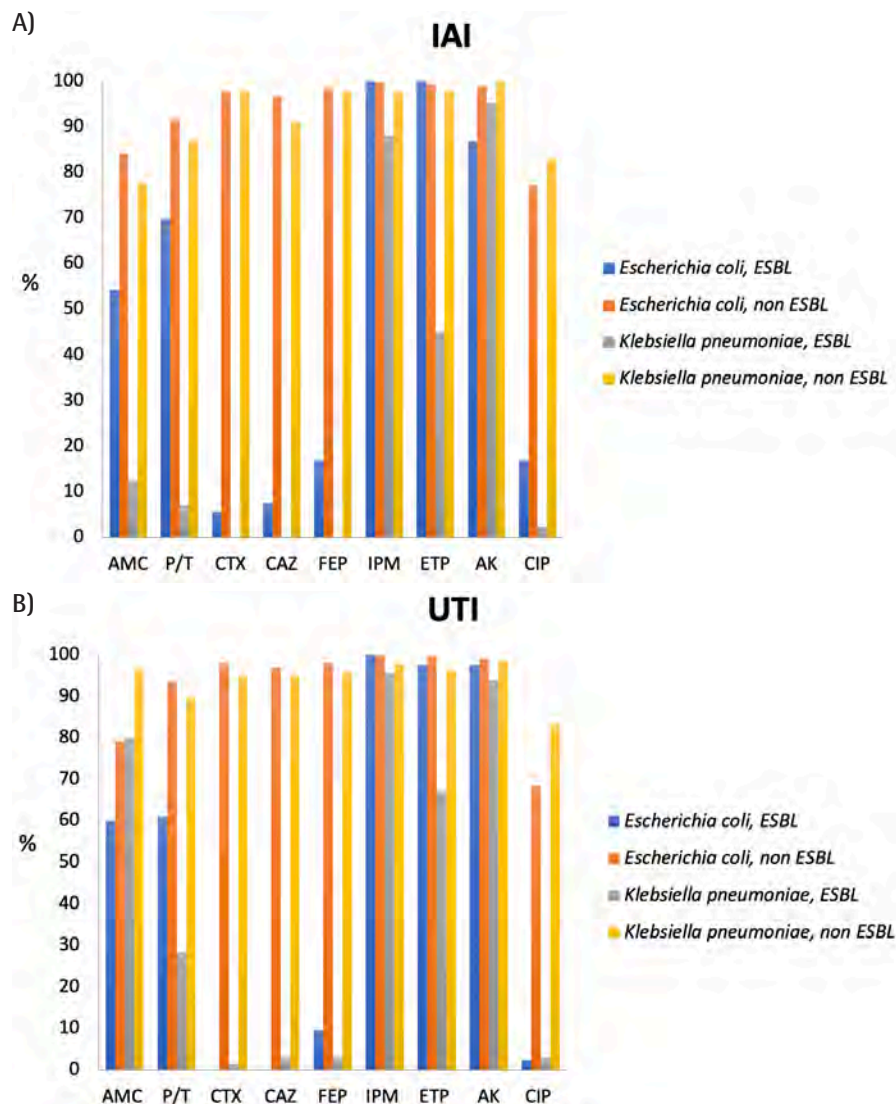 A)
IAI
100
90
80
70
60
50
40
30
20
10
0
%
AMC P/T CTX CAZ FEP IPM ETP AK CIP
Escherichia coli, ESBL
Escherichia coli, non ESBL
Klebsiella pneumoniae, ESBL
Klebsiella pneumoniae, non ESBL
B)
UTI
100
90
80
70
60
50
40
30
20
10
0
%
AMC P/T CTX CAZ FEP IPM ETP AK CIP
Escherichia coli, ESBL
Escherichia coli, non ESBL
Klebsiella pneumoniae, ESBL
Klebsiella pneumoniae, non ESBL